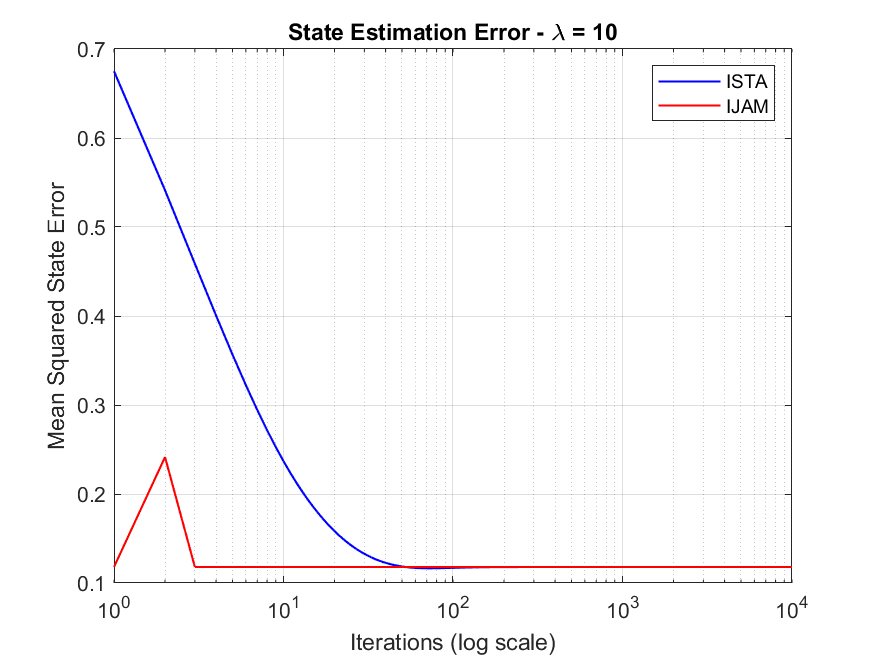 State Estimation Error - λ = 10
ISTA
IJAM
Mean Squared State Error
0.7
0.6
0.5
0.4
0.3
0.2
0.1
10^0
10^1
10^2
10^3
10^4
Iterations (log scale)